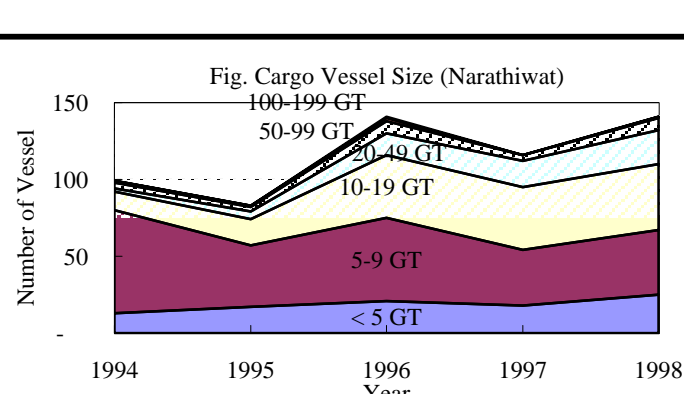 Fig. Cargo Vessel Size (Narathiwat)
Number of Vessel
150
100
50
-
100-199 GT
50-99 GT
20-49 GT
10-19 GT
5-9 GT
< 5 GT
1994 1995 1996 1997 1998
Year